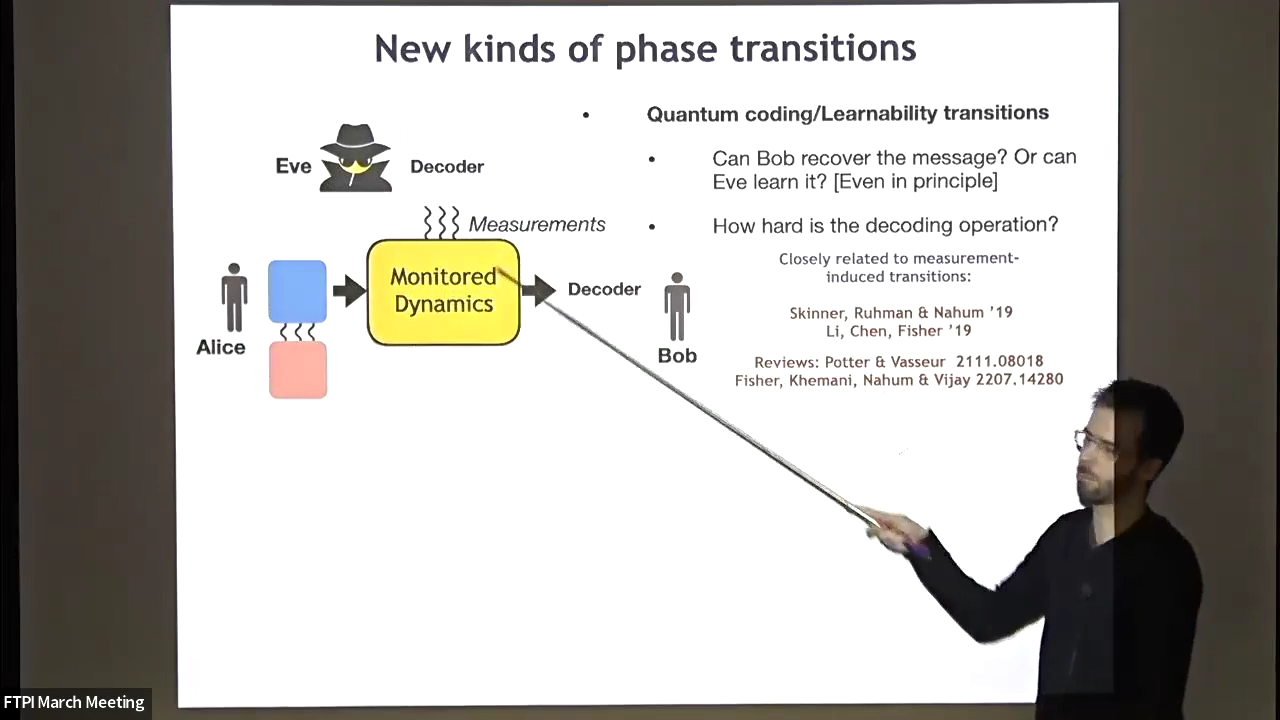 New kinds of phase transitions
Eve
Decoder
Measurements
Alice
Monitored
Dynamics
Decoder
Bob
• Quantum coding/Learnability transitions
• Can Bob recover the message? Or can
Eve learn it? [Even in principle]
• How hard is the decoding operation?
Closely related to measurement-
induced transitions:
Skinner, Ruhman & Nahum '19
Li, Chen, Fisher '19
Reviews: Potter & Vasseur 2111.08018
Fisher, Khemani, Nahum & Vijay 2207.14280
FTPI March Meeting